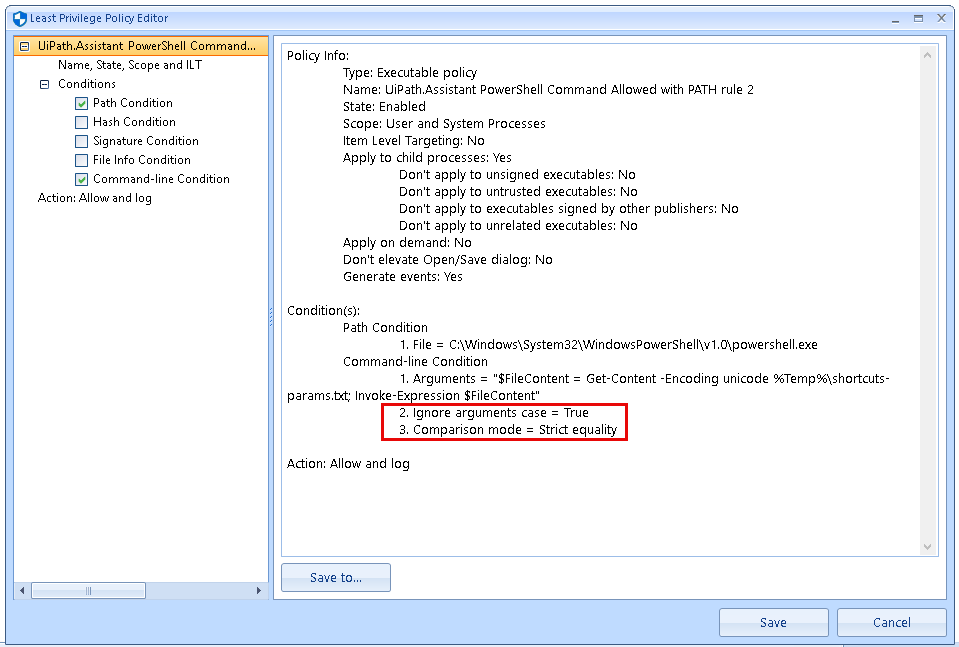 Least Privilege Policy Editor
UiPath.Assistant PowerShell Command...
Name, State, Scope and ILT
Conditions
Path Condition
Hash Condition
Signature Condition
File Info Condition
Command-line Condition
Action: Allow and log
Policy Info:
Type: Executable policy
Name: UiPath.Assistant PowerShell Command Allowed with PATH rule 2
State: Enabled
Scope: User and System Processes
Item Level Targeting: No
Apply to child processes: Yes
Don't apply to unsigned executables: No
Don't apply to untrusted executables: No
Don't apply to executables signed by other publishers: No
Don't apply to unrelated executables: No
Apply on demand: No
Don't elevate Open/Save dialog: No
Generate events: Yes
Condition(s):
Path Condition
1. File = C:\Windows\System32\WindowsPowerShell\v1.0\powershell.exe
Command-line Condition
1. Arguments = "$FileContent = Get-Content -Encoding unicode %Temp%\shortcuts-
params.txt; Invoke-Expression $FileContent"
2. Ignore arguments case = True
3. Comparison mode = Strict equality
Action: Allow and log
Save to...
Save
Cancel